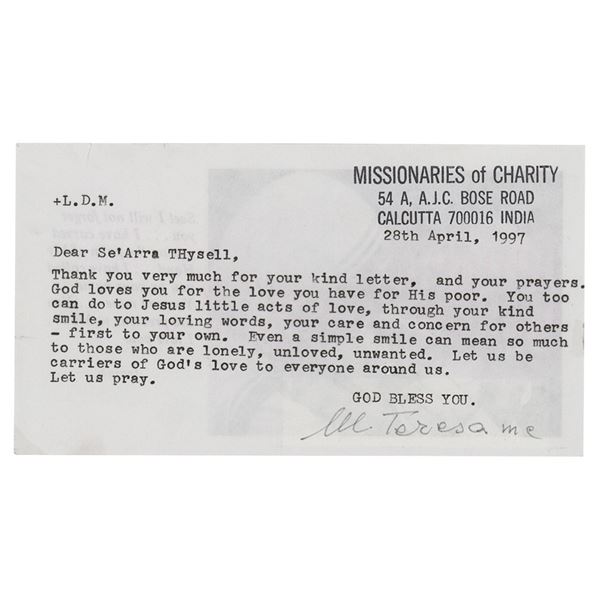 MISSIONARIES of CHARITY
54 A, A.J.C. BOSE ROAD
CALCUTTA 700016 INDIA
28th April, 1997
+L.D.M.
Dear Se'Arra THysell,
Thank you very much for your kind letter, and your prayers.
God loves you for the love you have for His poor. You too
can do to Jesus little acts of love, through your kind
smile, your loving words, your care and concern for others
- first to your own. Even a simple smile can mean so much
to those who are lonely, unloved, unwanted. Let us be
carriers of God's love to everyone around us.
Let us pray.
GOD BLESS YOU.
M. Teresa mc